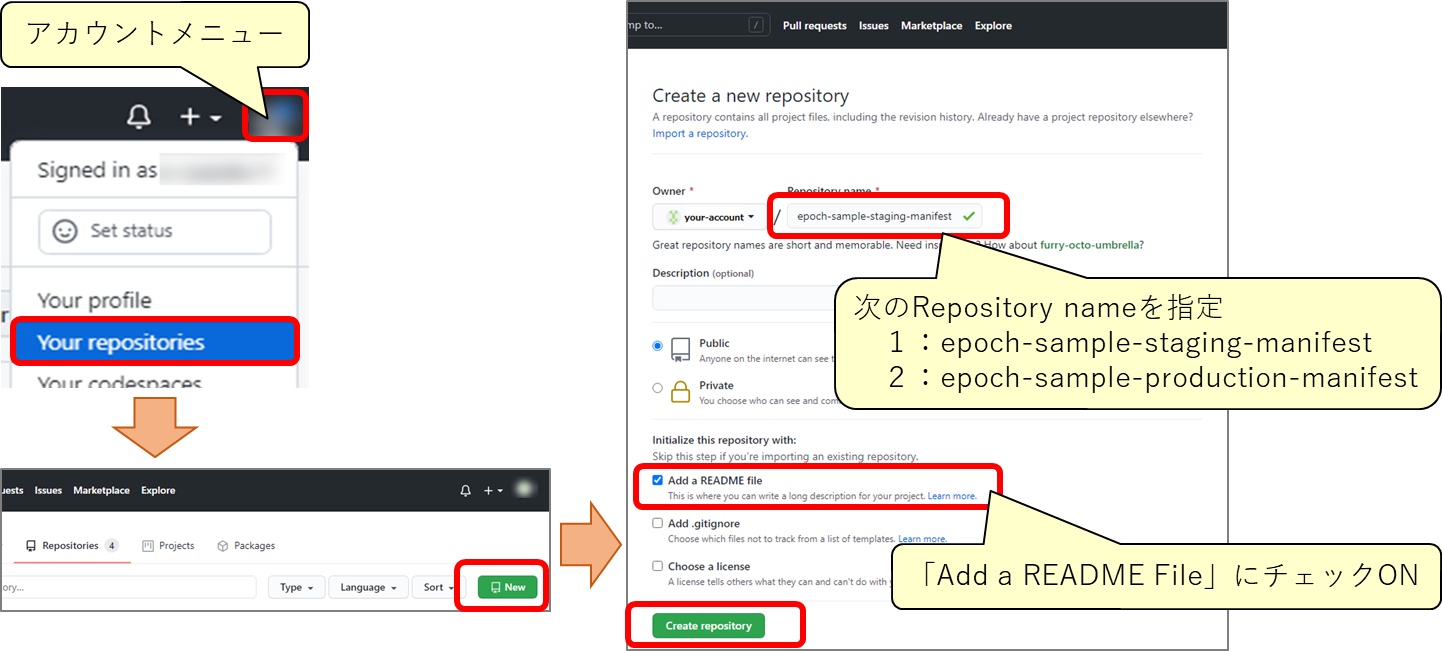 アカウントメニュー
Signed in as
Set status
Your profile
Your repositories
Your codespaces
uests Issues Marketplace Explore
Repositories 4 Projects Packages
ory... Type Language Sort New
mp to... / Pull requests Issues Marketplace Explore
Create a new repository
A repository contains all project files, including the revision history. Already have a project repository elsewhere?
Import a repository.
Owner * Repository name *
your-account / epoch-sample-staging-manifest
Great repository names are short and memorable. Need ins ? How about furry-octo-umbrella?
Description (optional)
次のRepository nameを指定
1：epoch-sample-staging-manifest
2：epoch-sample-production-manifest
Public
Anyone on the internet can see t
Private
You choose who can see and com
Initialize this repository with:
Skip this step if you're importing an existing repository.
Add a README file
This is where you can write a long description for your project. Learn more.
Add .gitignore
Choose which files not to track from a list of templates. Learn more.
Choose a license
A license tells others what they can and can't do with
「Add a README File」にチェックON
Create repository